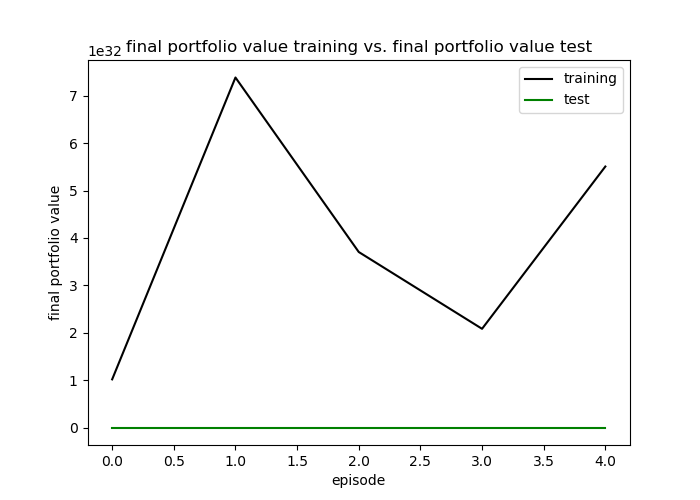 final portfolio value training vs. final portfolio value test
1e32
training
test
7
6
5
4
3
2
1
0
final portfolio value
0.0 0.5 1.0 1.5 2.0 2.5 3.0 3.5 4.0
episode